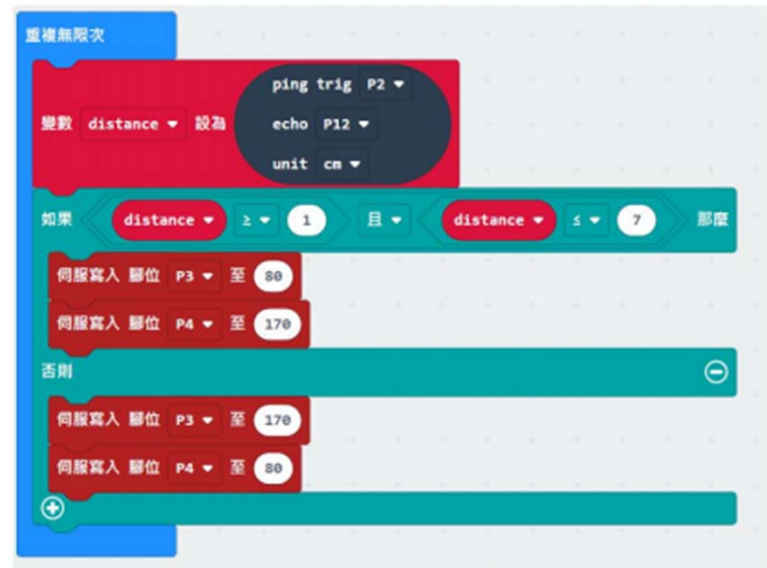 重複無限次
ping trig P2
變數 distance 設為 echo P12
unit cm
如果 distance ≥ 1 且 distance ≤ 7 那麼
伺服寫入 腳位 P3 至 80
伺服寫入 腳位 P4 至 170
否則
伺服寫入 腳位 P3 至 170
伺服寫入 腳位 P4 至 80